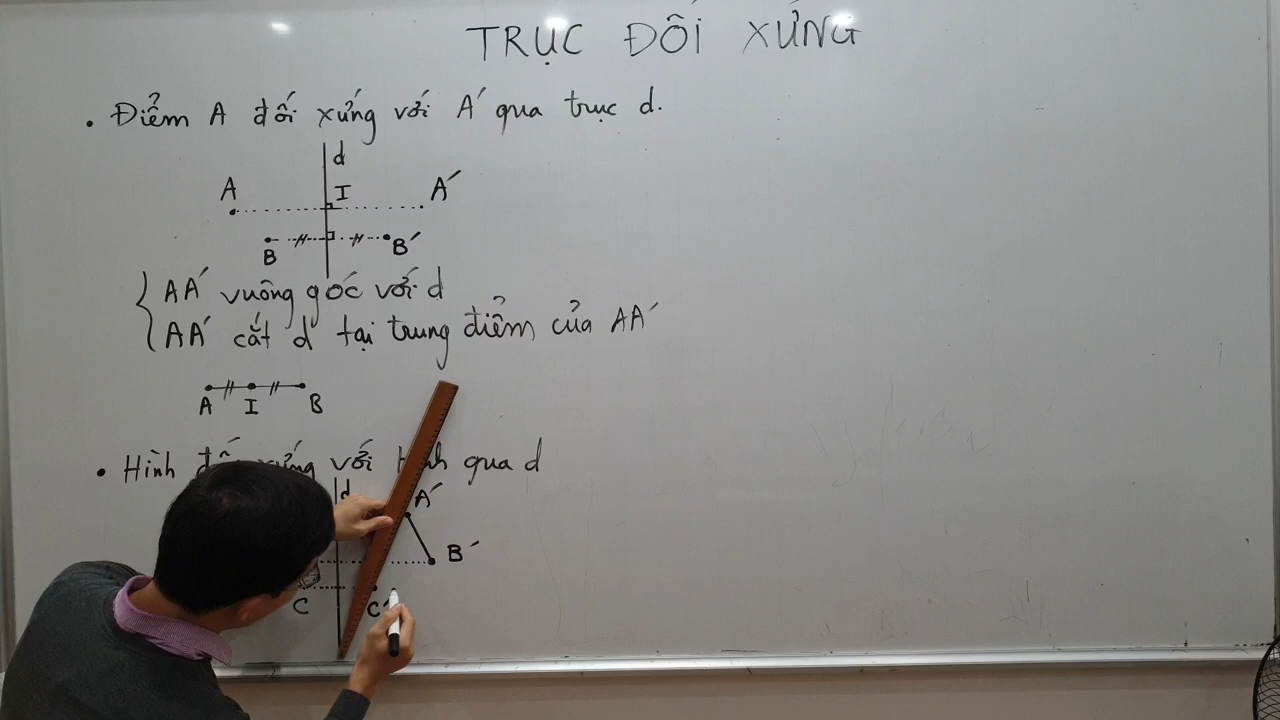 TRỤC ĐỐI XỨNG
• Điểm A đối xứng với A' qua trục d.
d
A I A'
B B'
AA' vuông góc với d
AA' cắt d tại trung điểm của AA'
A I B
• Hình với qua d
d A'
B'
C C'